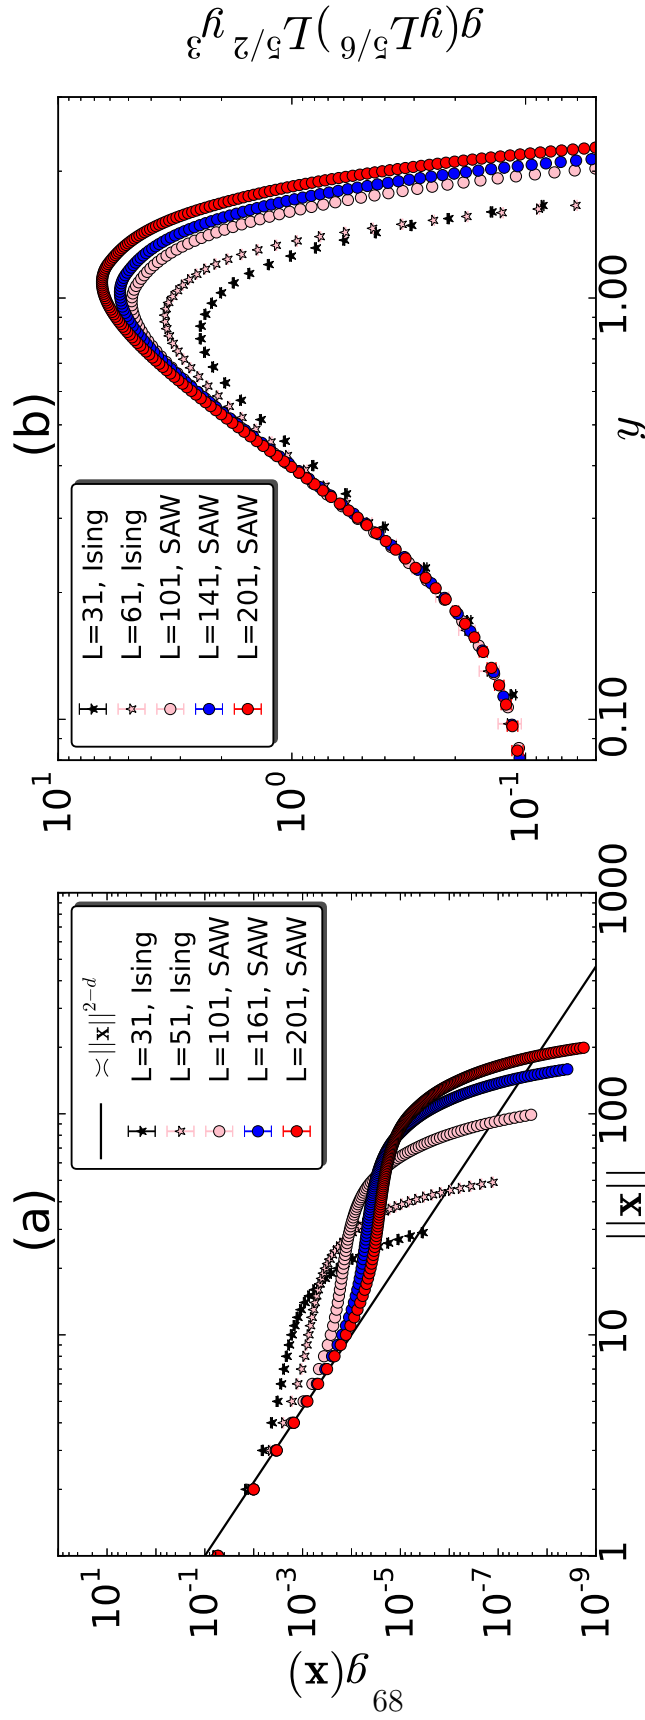 (a)
g(x)
10^1
10^-1
10^-3
10^-5
10^-7
10^-9
≍||x||^{2-d}
L=31, Ising
L=51, Ising
L=101, SAW
L=161, SAW
L=201, SAW
1 10 100 1000
||x||
(b)
g(yL^{5/6})L^{5/2}y^3
10^1
10^0
10^-1
L=31, Ising
L=61, Ising
L=101, SAW
L=141, SAW
L=201, SAW
0.10 1.00
y
68